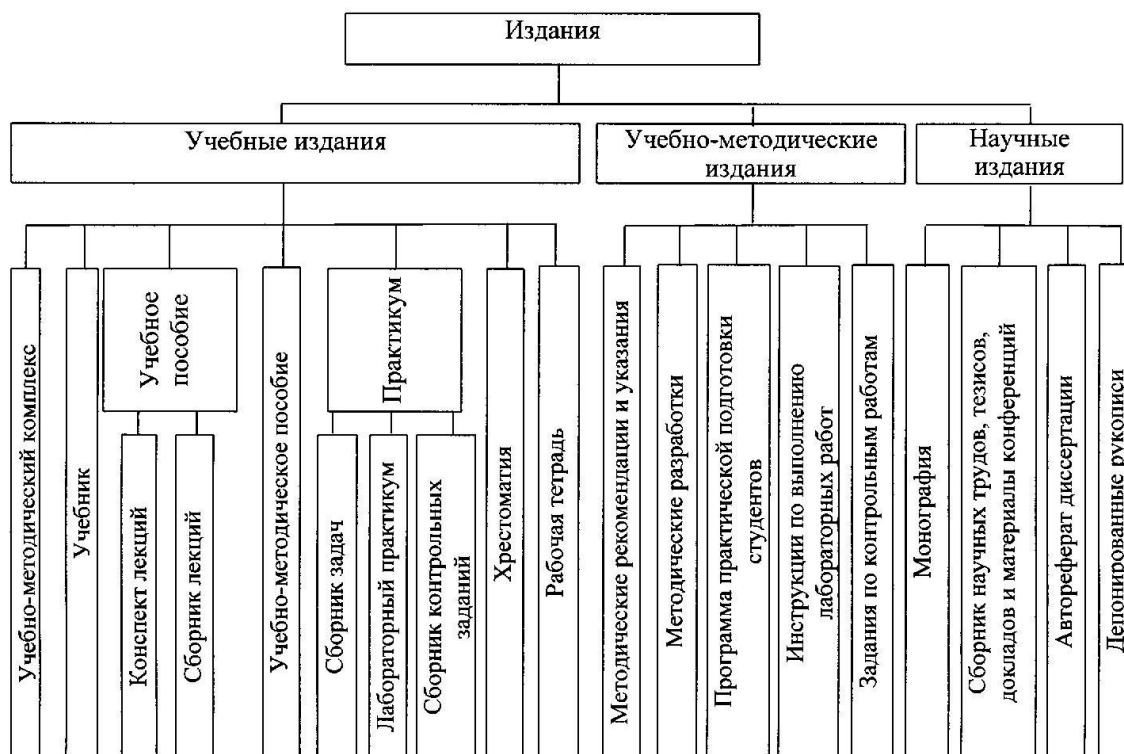 Издания
Учебные издания
Учебно-методические
издания
Научные
издания
Учебно-методический комплекс
Учебник
Учебное
пособие
Конспект лекций
Сборник лекций
Учебно-методическое пособие
Практикум
Сборник задач
Лабораторный практикум
Сборник контрольных
заданий
Хрестоматия
Рабочая тетрадь
Методические рекомендации и указания
Методические разработки
Программа практической подготовки
студентов
Инструкции по выполнению
лабораторных работ
Задания по контрольным работам
Монография
Сборник научных трудов, тезисов,
докладов и материалы конференций
Автореферат диссертации
Депонированные рукописи